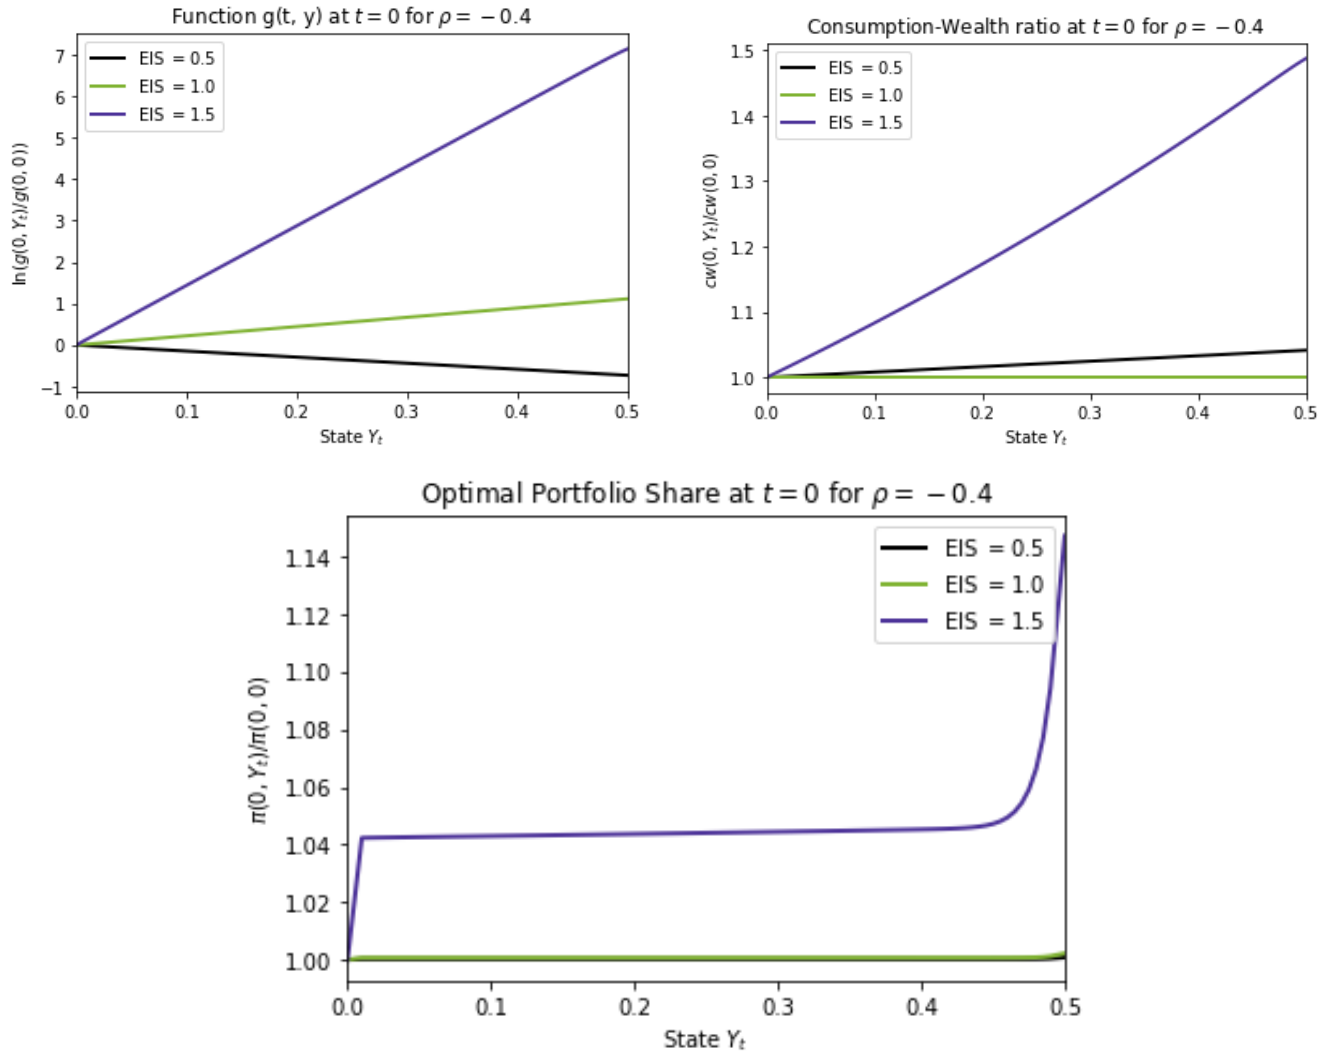 Function g(t, y) at t = 0 for ρ = −0.4
ln(g(0, Y_t)/g(0, 0))
7
6
5
4
3
2
1
0
−1
EIS = 0.5
EIS = 1.0
EIS = 1.5
0.0 0.1 0.2 0.3 0.4 0.5
State Y_t
Consumption-Wealth ratio at t = 0 for ρ = −0.4
cw(0, Y_t)/cw(0, 0)
1.5
1.4
1.3
1.2
1.1
1.0
EIS = 0.5
EIS = 1.0
EIS = 1.5
0.0 0.1 0.2 0.3 0.4 0.5
State Y_t
Optimal Portfolio Share at t = 0 for ρ = −0.4
π(0, Y_t)/π(0, 0)
1.14
1.12
1.10
1.08
1.06
1.04
1.02
1.00
EIS = 0.5
EIS = 1.0
EIS = 1.5
0.0 0.1 0.2 0.3 0.4 0.5
State Y_t